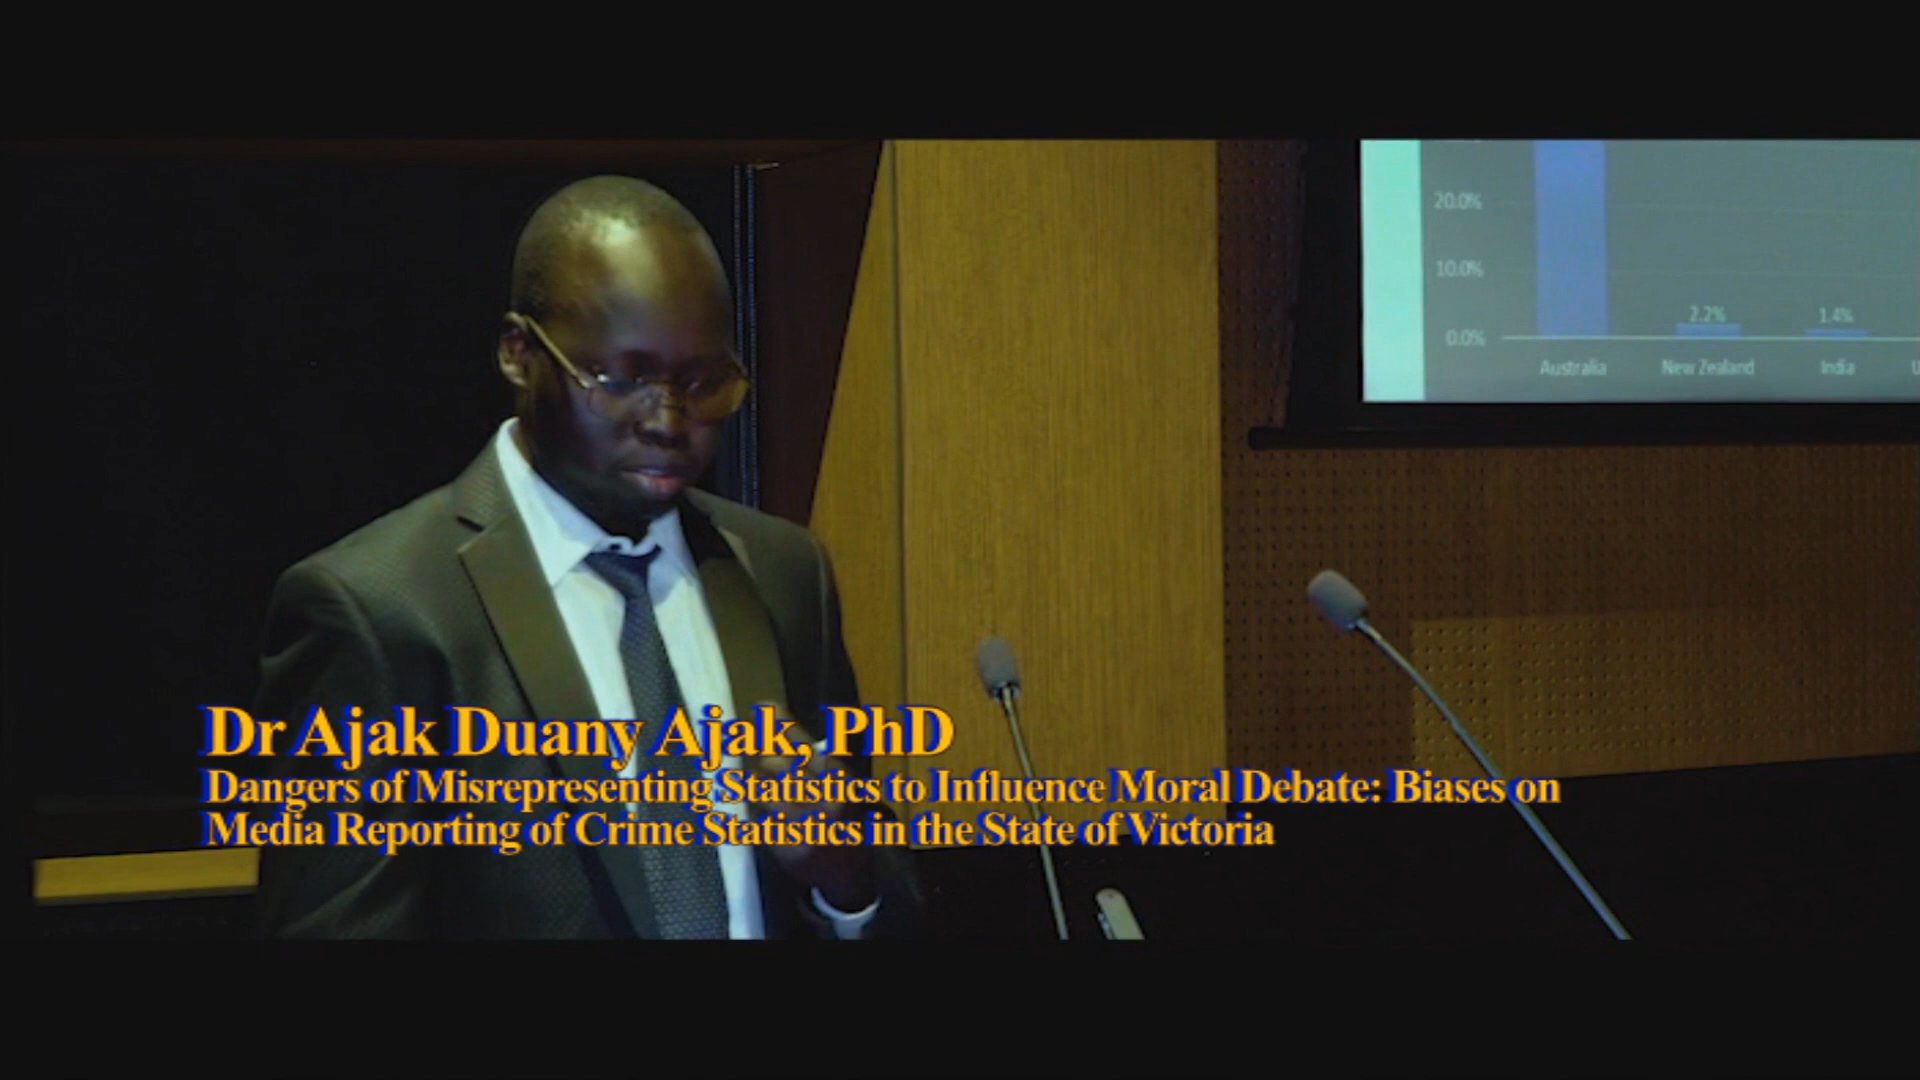 20.0%
10.0%
2.2% 1.4%
0.0%
Australia New Zealand India
Dr Ajak Duany Ajak, PhD
Dangers of Misrepresenting Statistics to Influence Moral Debate: Biases on
Media Reporting of Crime Statistics in the State of Victoria